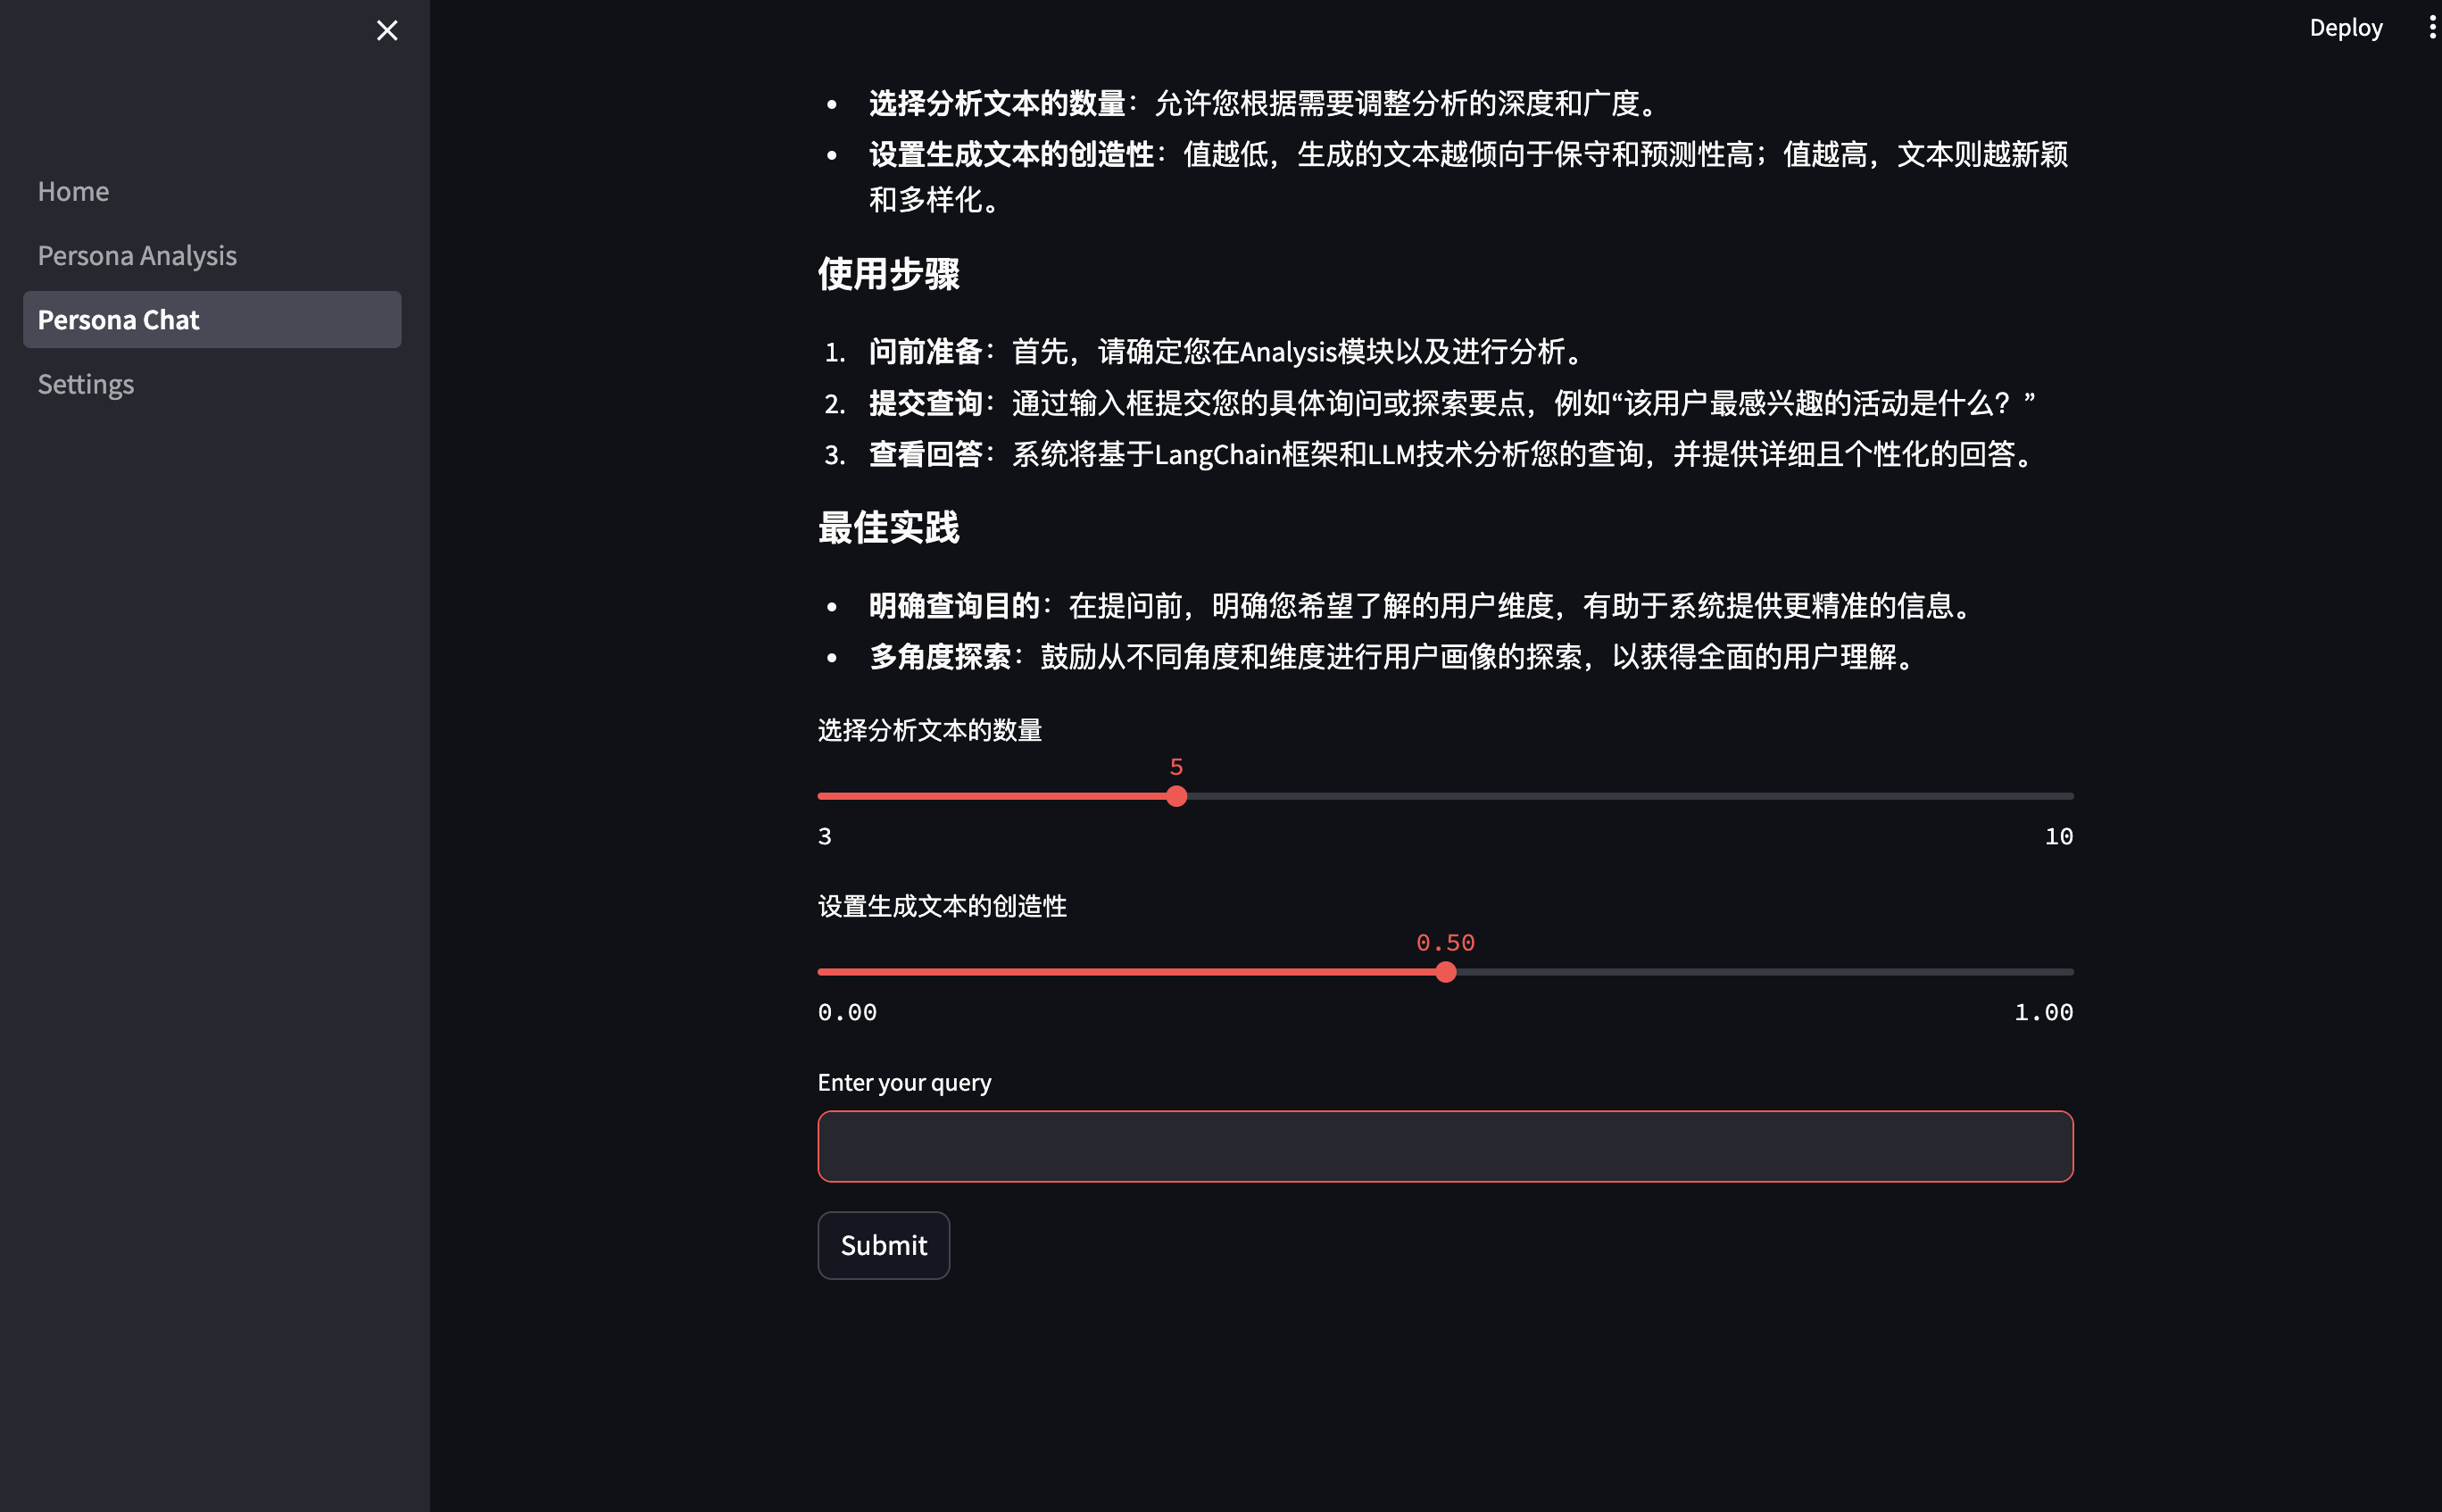 Deploy
Home
Persona Analysis
Persona Chat
Settings
选择分析文本的数量：允许您根据需要调整分析的深度和广度。
设置生成文本的创造性：值越低，生成的文本越倾向于保守和预测性高；值越高，文本则越新颖
和多样化。
使用步骤
1. 问前准备：首先，请确定您在Analysis模块以及进行分析。
2. 提交查询：通过输入框提交您的具体询问或探索要点，例如“该用户最感兴趣的活动是什么？”
3. 查看回答：系统将基于LangChain框架和LLM技术分析您的查询，并提供详细且个性化的回答。
最佳实践
明确查询目的：在提问前，明确您希望了解的用户维度，有助于系统提供更精准的信息。
多角度探索：鼓励从不同角度和维度进行用户画像的探索，以获得全面的用户理解。
选择分析文本的数量
5
3 10
设置生成文本的创造性
0.50
0.00 1.00
Enter your query
Submit